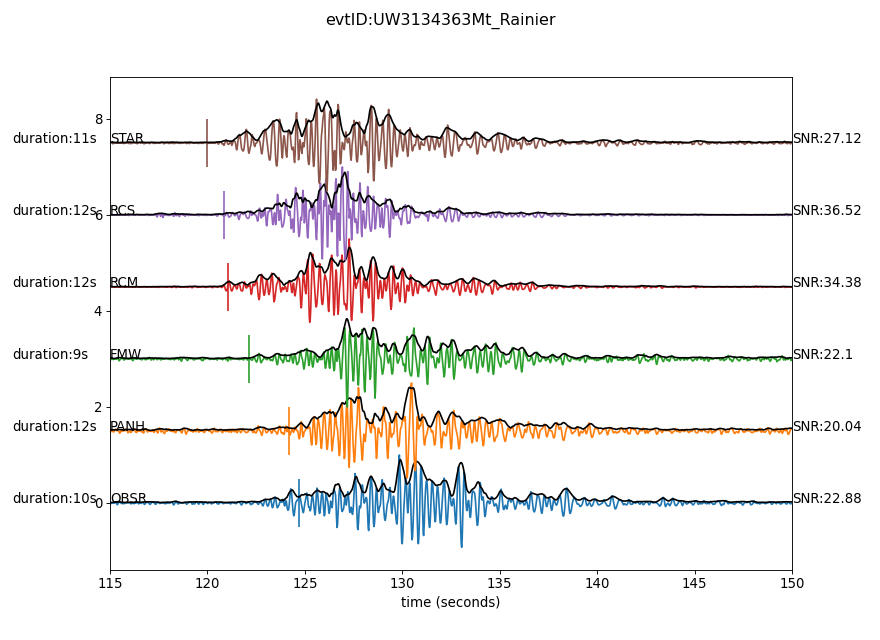 evtID:UW3134363Mt_Rainier
8
duration:11s STAR SNR:27.12
duration:12s RCS SNR:36.52
6
duration:12s RCM SNR:34.38
4
duration:9s FMW SNR:22.1
2
duration:12s PANH SNR:20.04
duration:10s OBSR SNR:22.88
0
115 120 125 130 135 140 145 150
time (seconds)